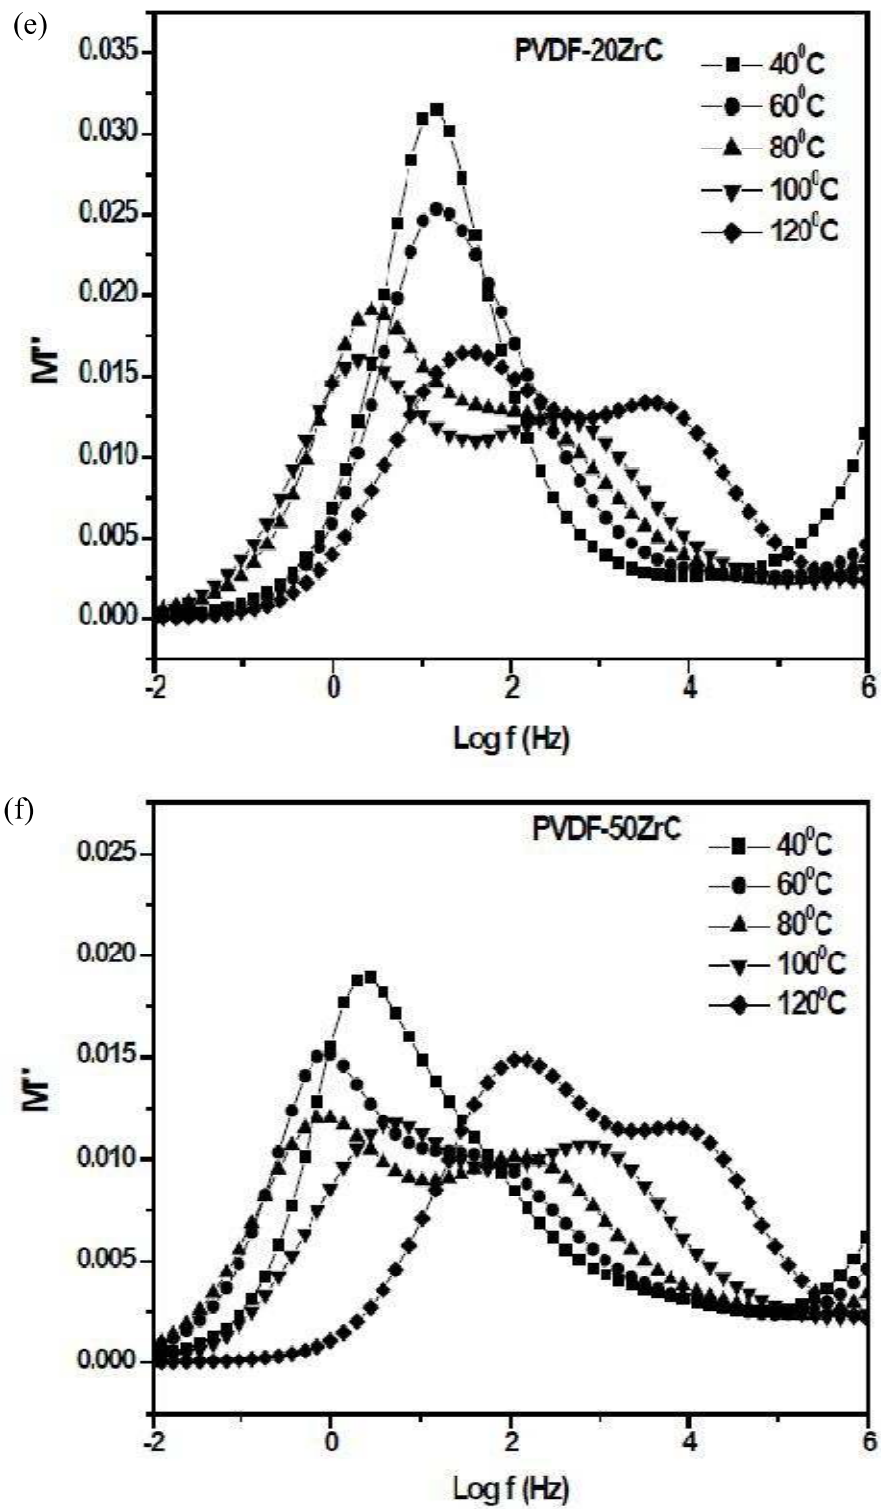 (e)
PVDF-20ZrC
40⁰C
60⁰C
80⁰C
100⁰C
120⁰C
0.035
0.030
0.025
0.020
0.015
0.010
0.005
0.000
M''
-2 0 2 4 6
Log f (Hz)
(f)
PVDF-50ZrC
40⁰C
60⁰C
80⁰C
100⁰C
120⁰C
0.025
0.020
0.015
0.010
0.005
0.000
M''
-2 0 2 4 6
Log f (Hz)